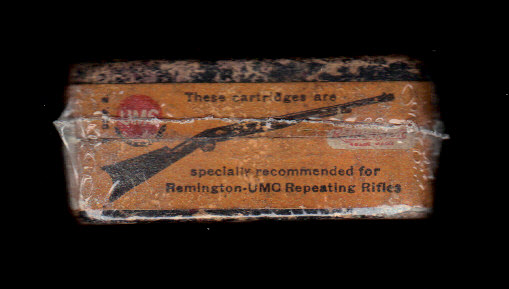 These cartridges are
UMC
specially recommended for
Remington-UMC Repeating Rifles